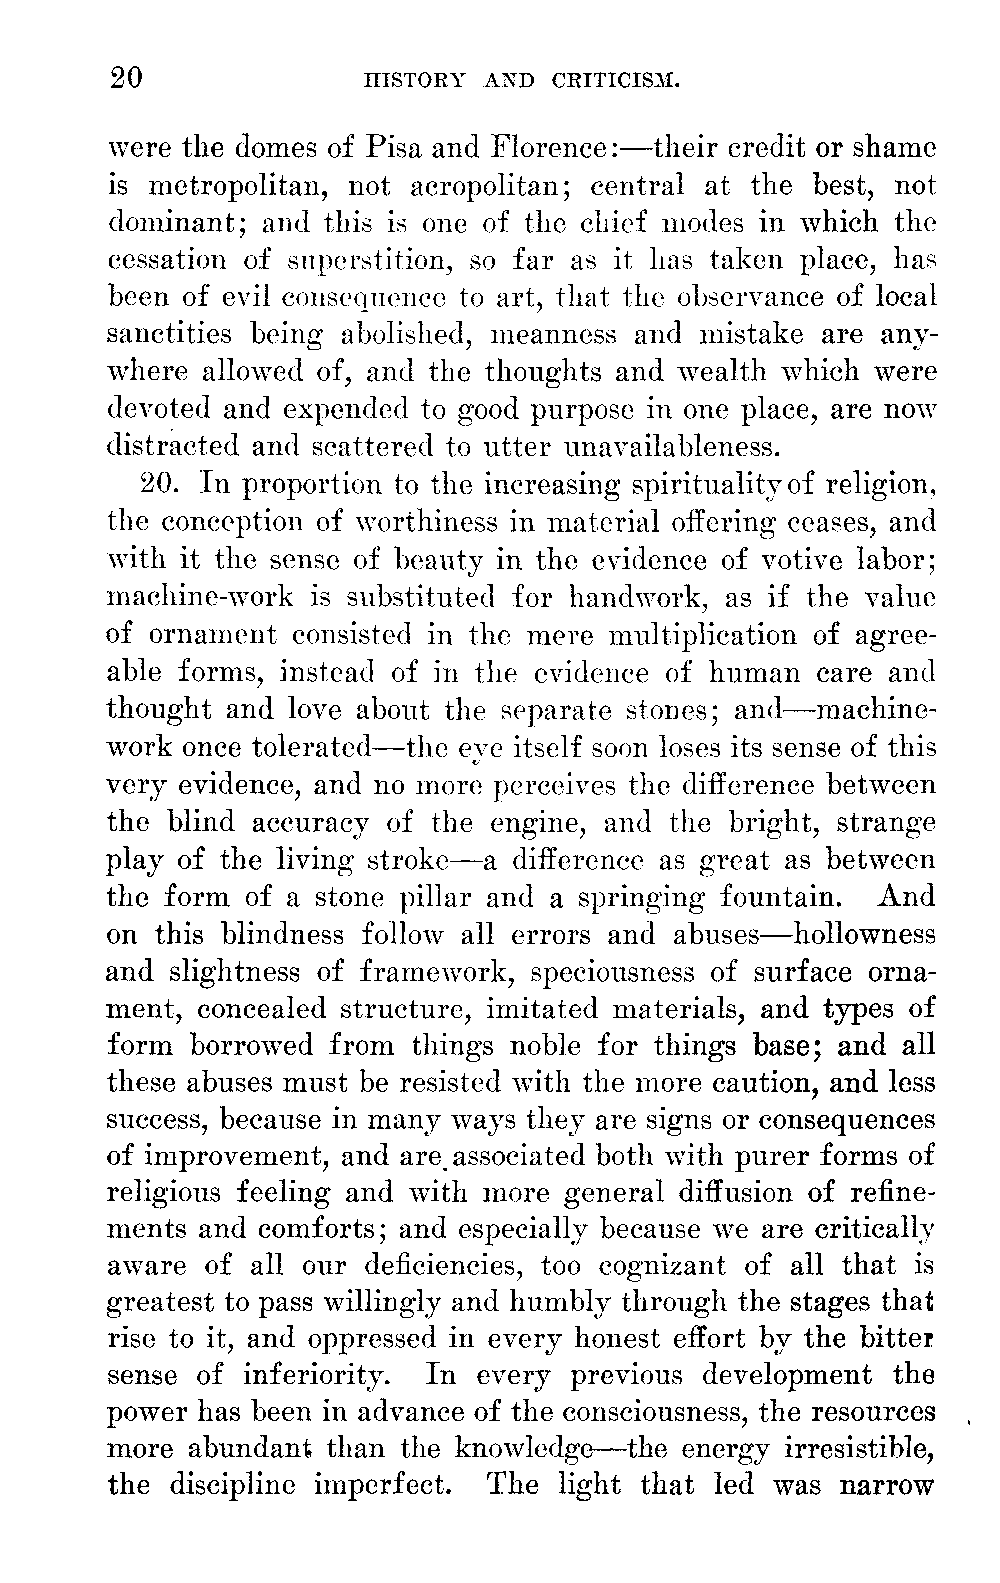 20 HISTORY AND CRITICISM.
were the domes of Pisa and Florence:—their credit or shame
is metropolitan, not acropolitan; central at the best, not
dominant; and this is one of the chief modes in which the
cessation of superstition, so far as it has taken place, has
been of evil consequence to art, that the observance of local
sanctities being abolished, meanness and mistake are any-
where allowed of, and the thoughts and wealth which were
devoted and expended to good purpose in one place, are now
distracted and scattered to utter unavailableness.
20. In proportion to the increasing spirituality of religion,
the conception of worthiness in material offering ceases, and
with it the sense of beauty in the evidence of votive labor;
machine-work is substituted for handwork, as if the value
of ornament consisted in the mere multiplication of agree-
able forms, instead of in the evidence of human care and
thought and love about the separate stones; and—machine-
work once tolerated—the eye itself soon loses its sense of this
very evidence, and no more perceives the difference between
the blind accuracy of the engine, and the bright, strange
play of the living stroke—a difference as great as between
the form of a stone pillar and a springing fountain. And
on this blindness follow all errors and abuses—hollowness
and slightness of framework, speciousness of surface orna-
ment, concealed structure, imitated materials, and types of
form borrowed from things noble for things base; and all
these abuses must be resisted with the more caution, and less
success, because in many ways they are signs or consequences
of improvement, and are associated both with purer forms of
religious feeling and with more general diffusion of refine-
ments and comforts; and especially because we are critically
aware of all our deficiencies, too cognizant of all that is
greatest to pass willingly and humbly through the stages that
rise to it, and oppressed in every honest effort by the bitter
sense of inferiority. In every previous development the
power has been in advance of the consciousness, the resources
more abundant than the knowledge—the energy irresistible,
the discipline imperfect. The light that led was narrow